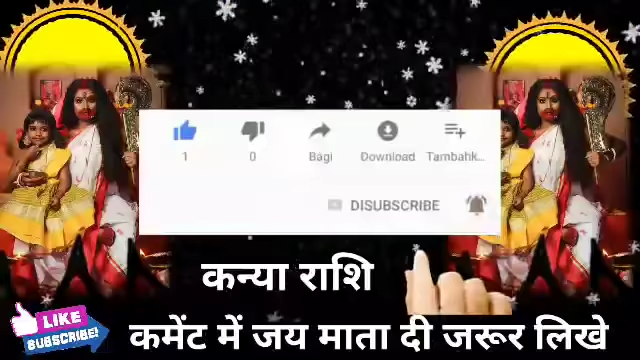 1 0 Bagi Download Tambahk...
DISUBSCRIBE
कन्या राशि
LIKE
SUBSCRIBE!
कमेंट में जय माता दी जरूर लिखे